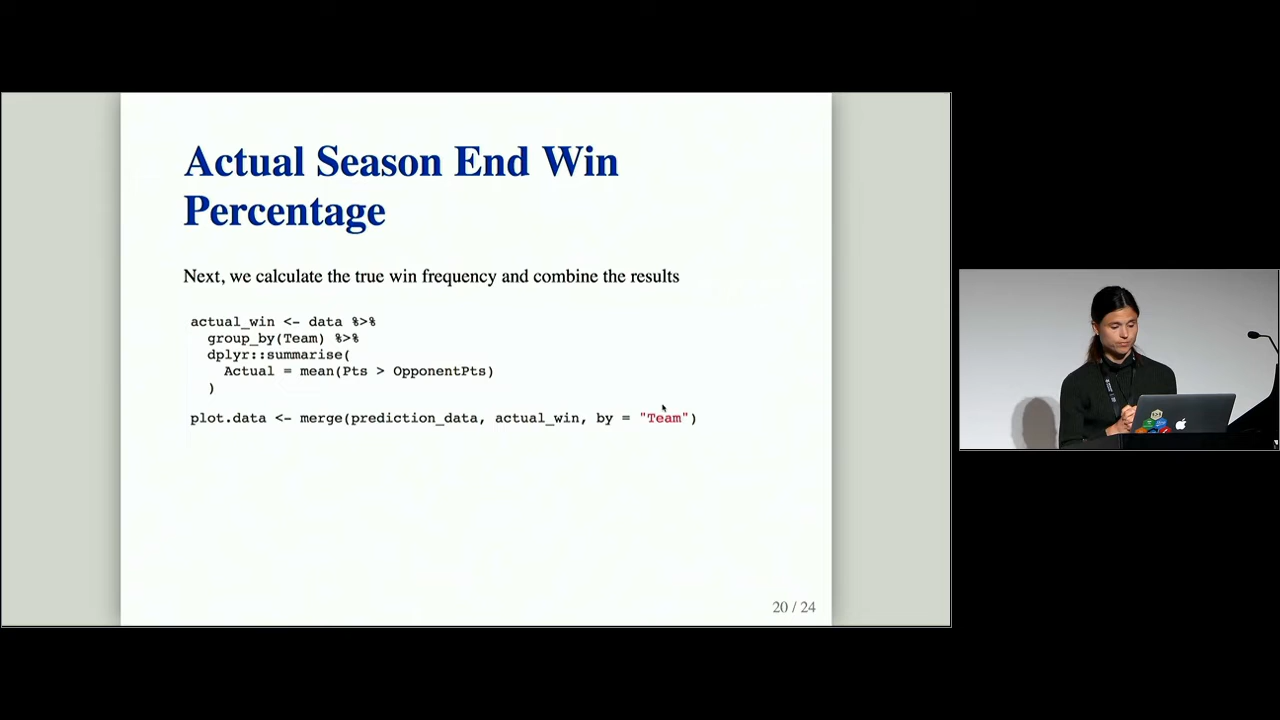 Actual Season End Win
Percentage
Next, we calculate the true win frequency and combine the results
actual_win <- data %>%
group_by(Team) %>%
dplyr::summarise(
Actual = mean(Pts > OpponentPts)
)
plot.data <- merge(prediction_data, actual_win, by = "Team")
20 / 24